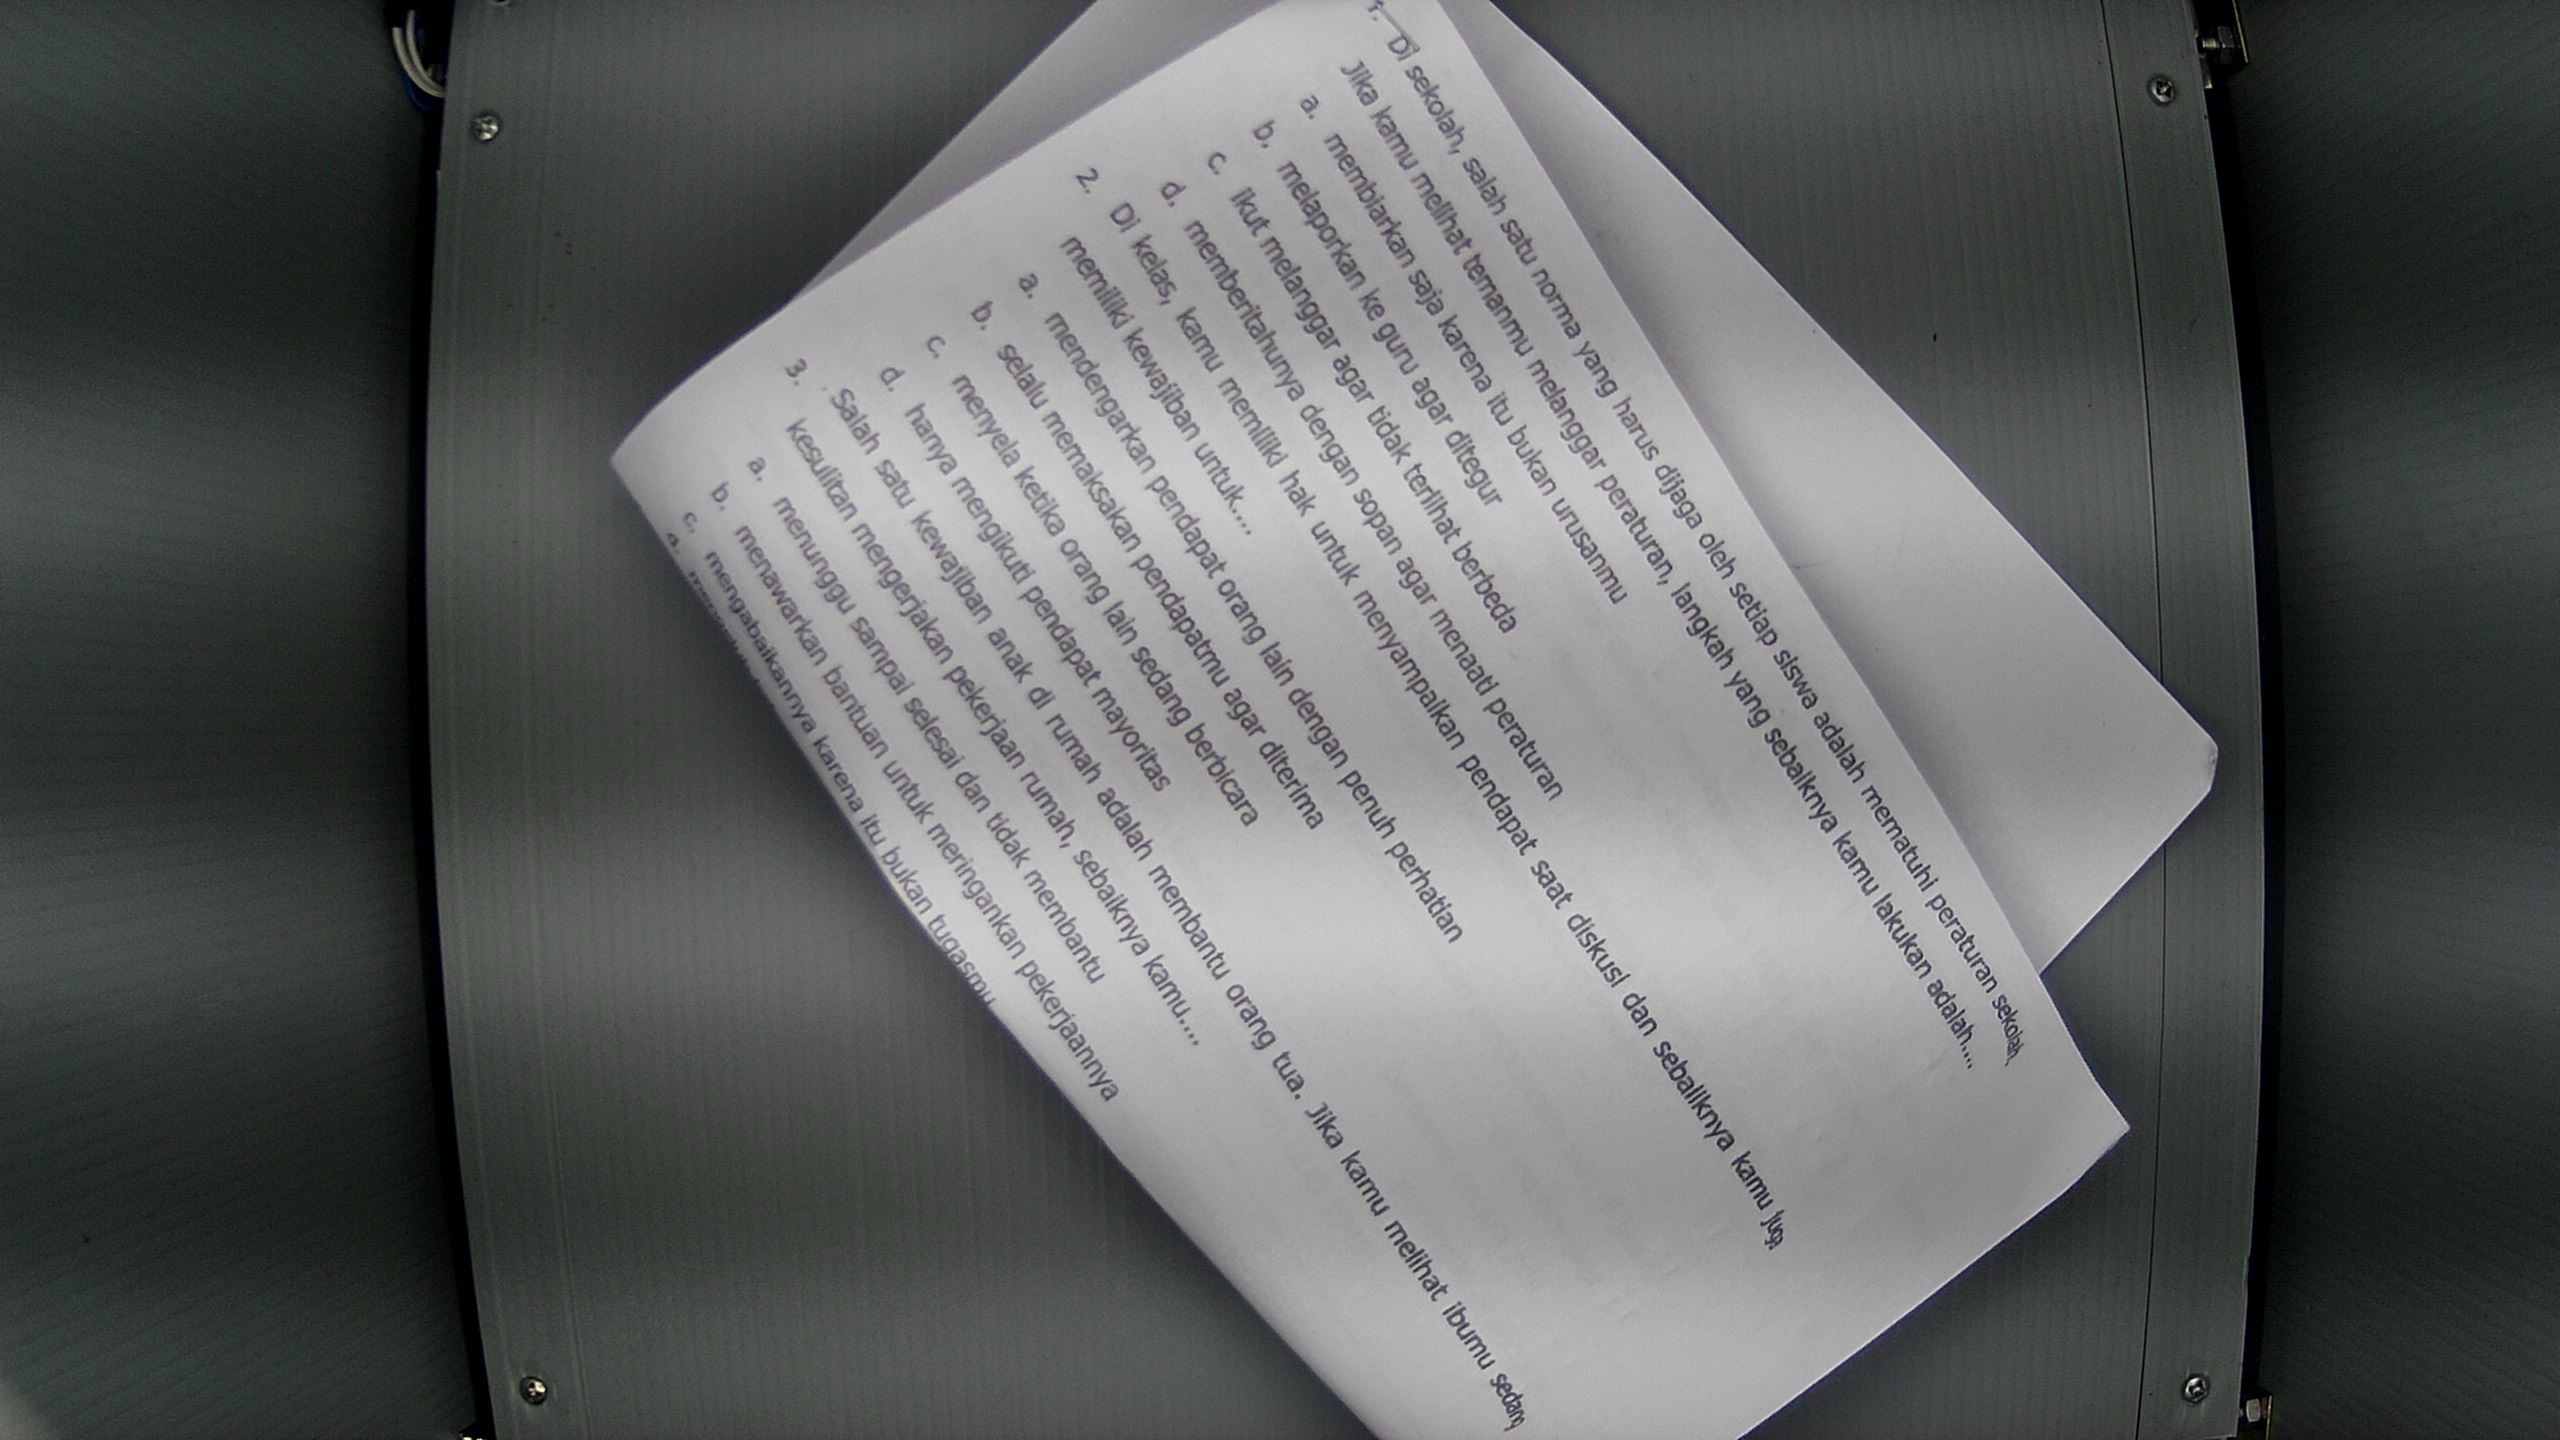 1. Di sekolah, salah satu norma yang harus dijaga oleh setiap siswa adalah mematuhi peraturan sekolah.
Jika kamu melihat temanmu melanggar peraturan, langkah yang sebaiknya kamu lakukan adalah....
a. membiarkan saja karena itu bukan urusanmu
b. melaporkan ke guru agar ditegur
c. ikut melanggar agar tidak terlihat berbeda
d. memberitahunya dengan sopan agar menaati peraturan
2. Di kelas, kamu memiliki hak untuk menyampaikan pendapat saat diskusi dan sebaliknya kamu juga
memiliki kewajiban untuk....
a. mendengarkan pendapat orang lain dengan penuh perhatian
b. selalu memaksakan pendapatmu agar diterima
c. menyela ketika orang lain sedang berbicara
d. hanya mengikuti pendapat mayoritas
3. Salah satu kewajiban anak di rumah adalah membantu orang tua. Jika kamu melihat ibumu sedang
kesulitan mengerjakan pekerjaan rumah, sebaiknya kamu....
a. menunggu sampai selesai dan tidak membantu
b. menawarkan bantuan untuk meringankan pekerjaannya
c. mengabaikannya karena itu bukan tugasmu
d.